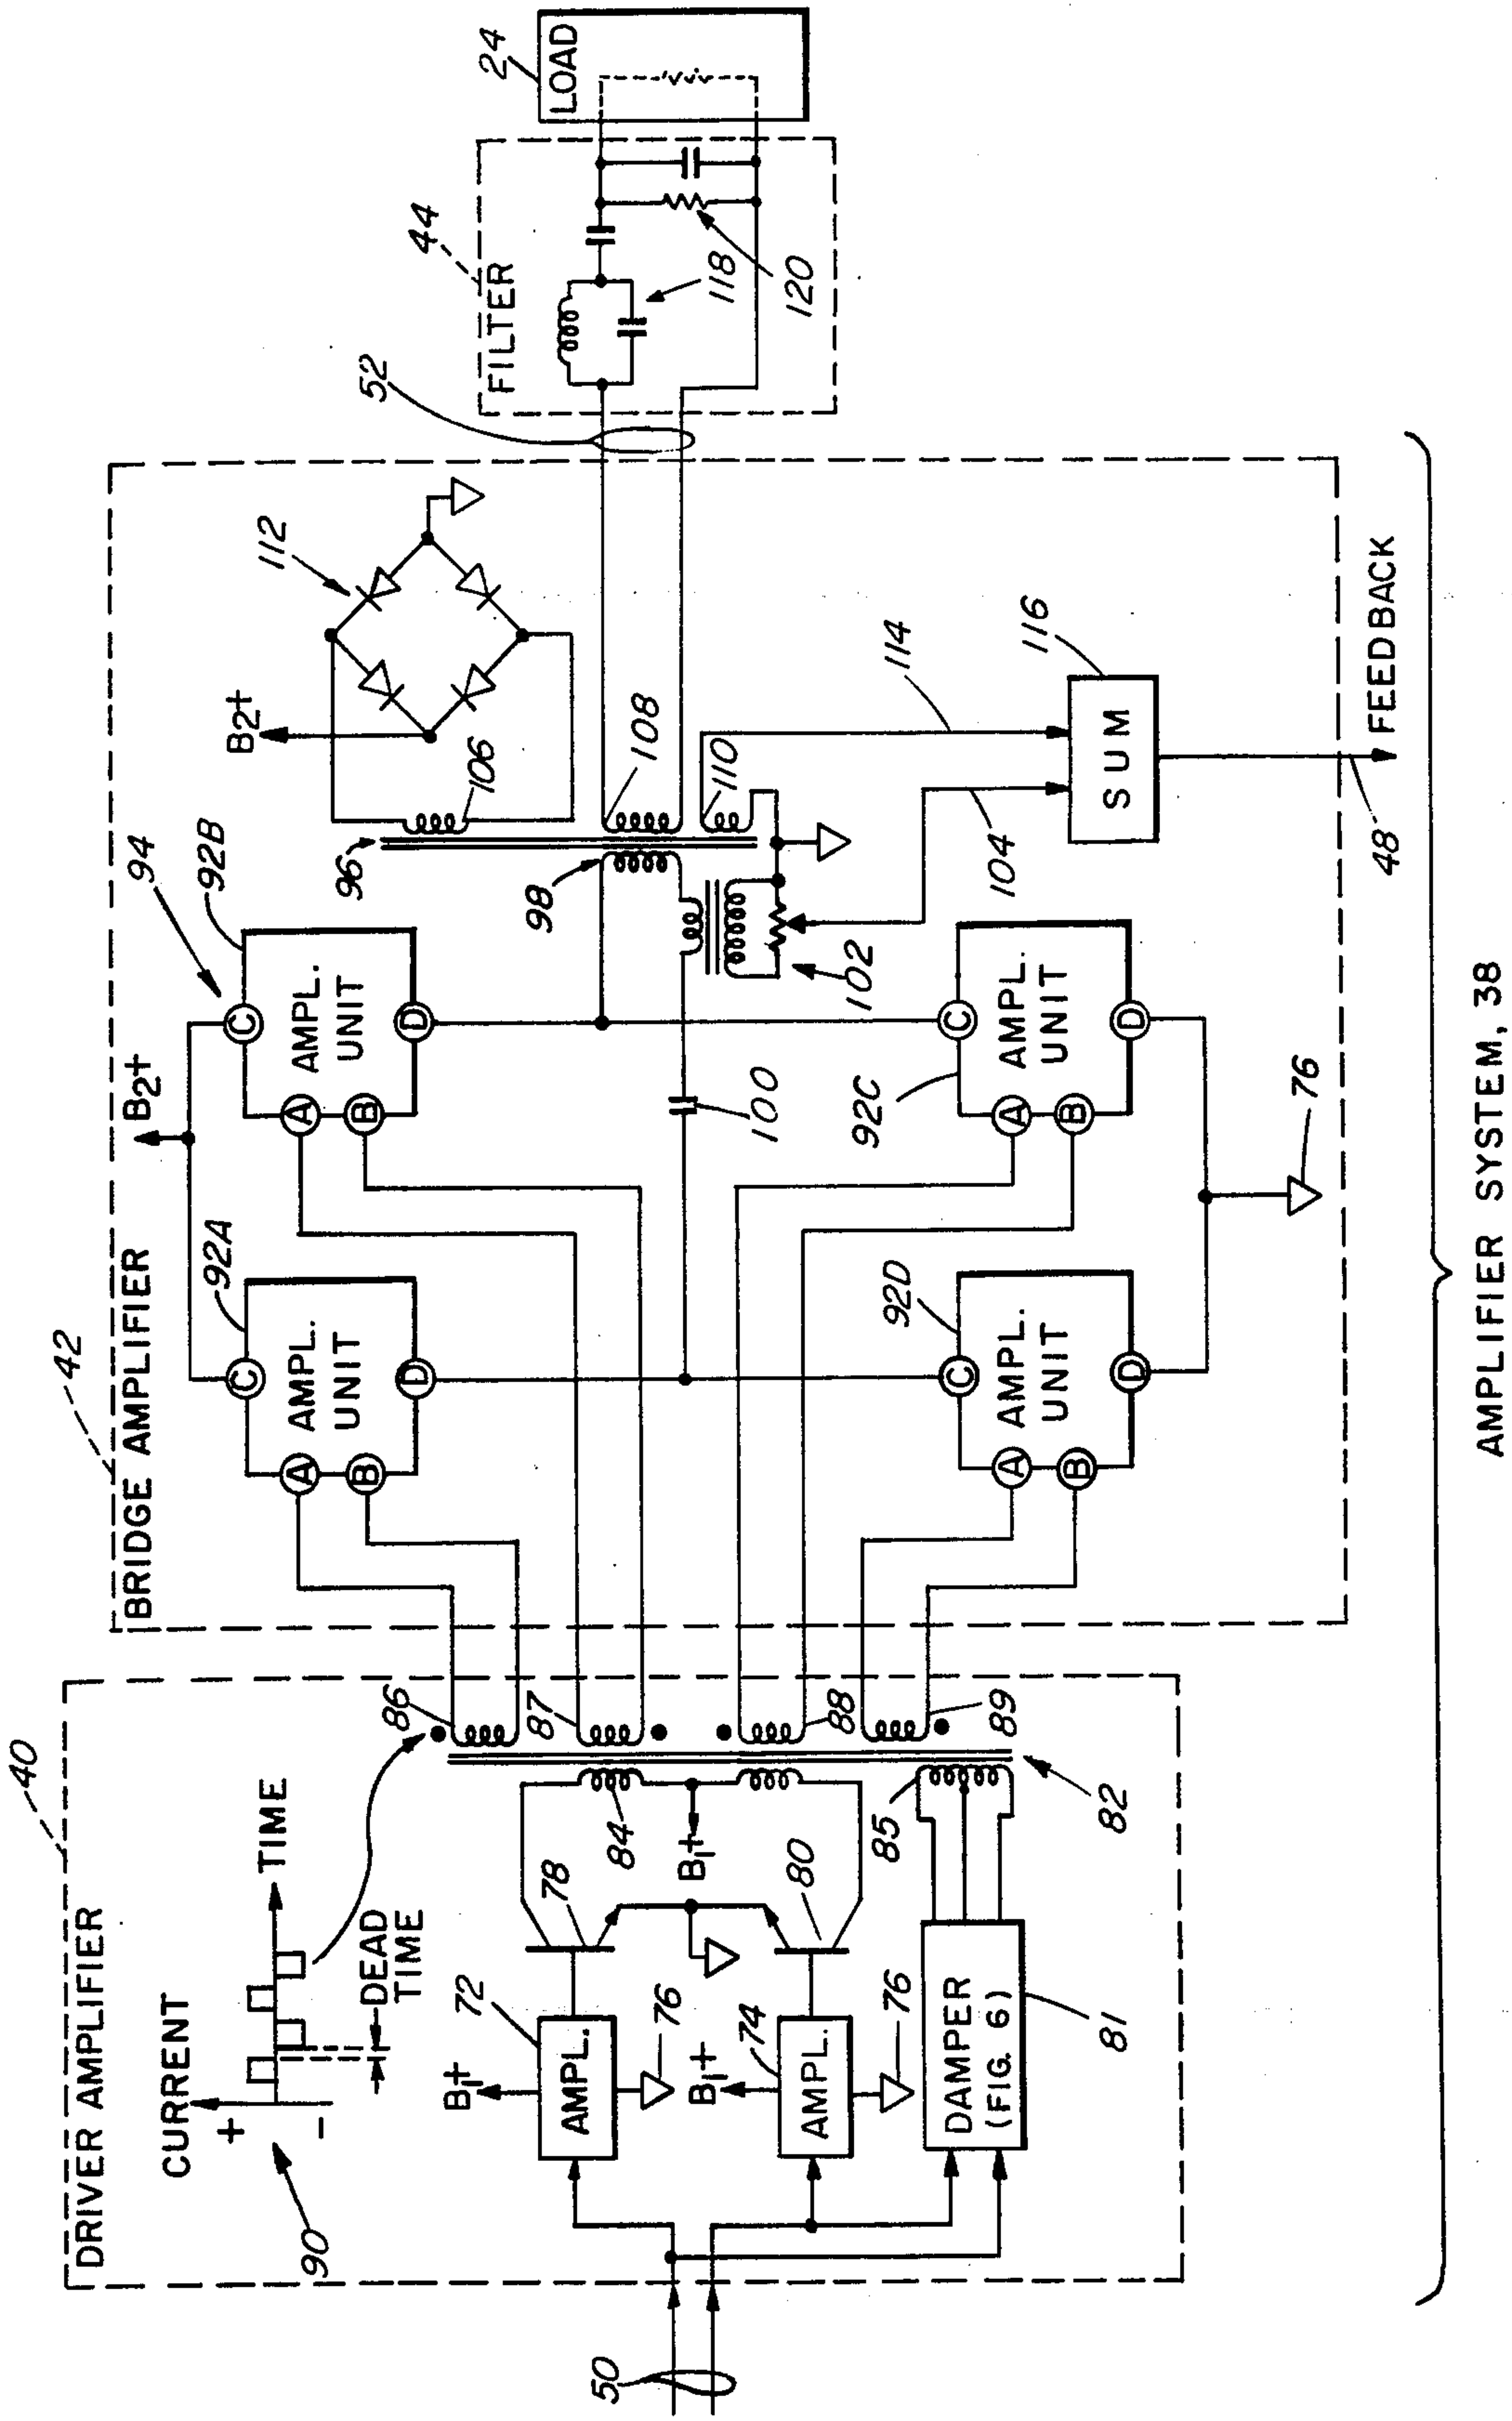 40
DRIVER AMPLIFIER
CURRENT
+
-
TIME
DEAD
TIME
90
50
B1+
72
AMPL.
76
78
84
B1+
B1+
74
AMPL.
76
80
85
DAMPER
(FIG. 6)
81
82
86
87
88
89
42
BRIDGE AMPLIFIER
B2+
94
92A
C
A
AMPL.
UNIT
B
D
92B
C
A
AMPL.
UNIT
B
D
92D
C
A
AMPL.
UNIT
B
D
92C
C
A
AMPL.
UNIT
B
D
76
100
98
96
102
104
106
108
110
B2+
112
114
116
SUM
48
FEEDBACK
52
44
FILTER
118
120
24
LOAD
AMPLIFIER SYSTEM, 38